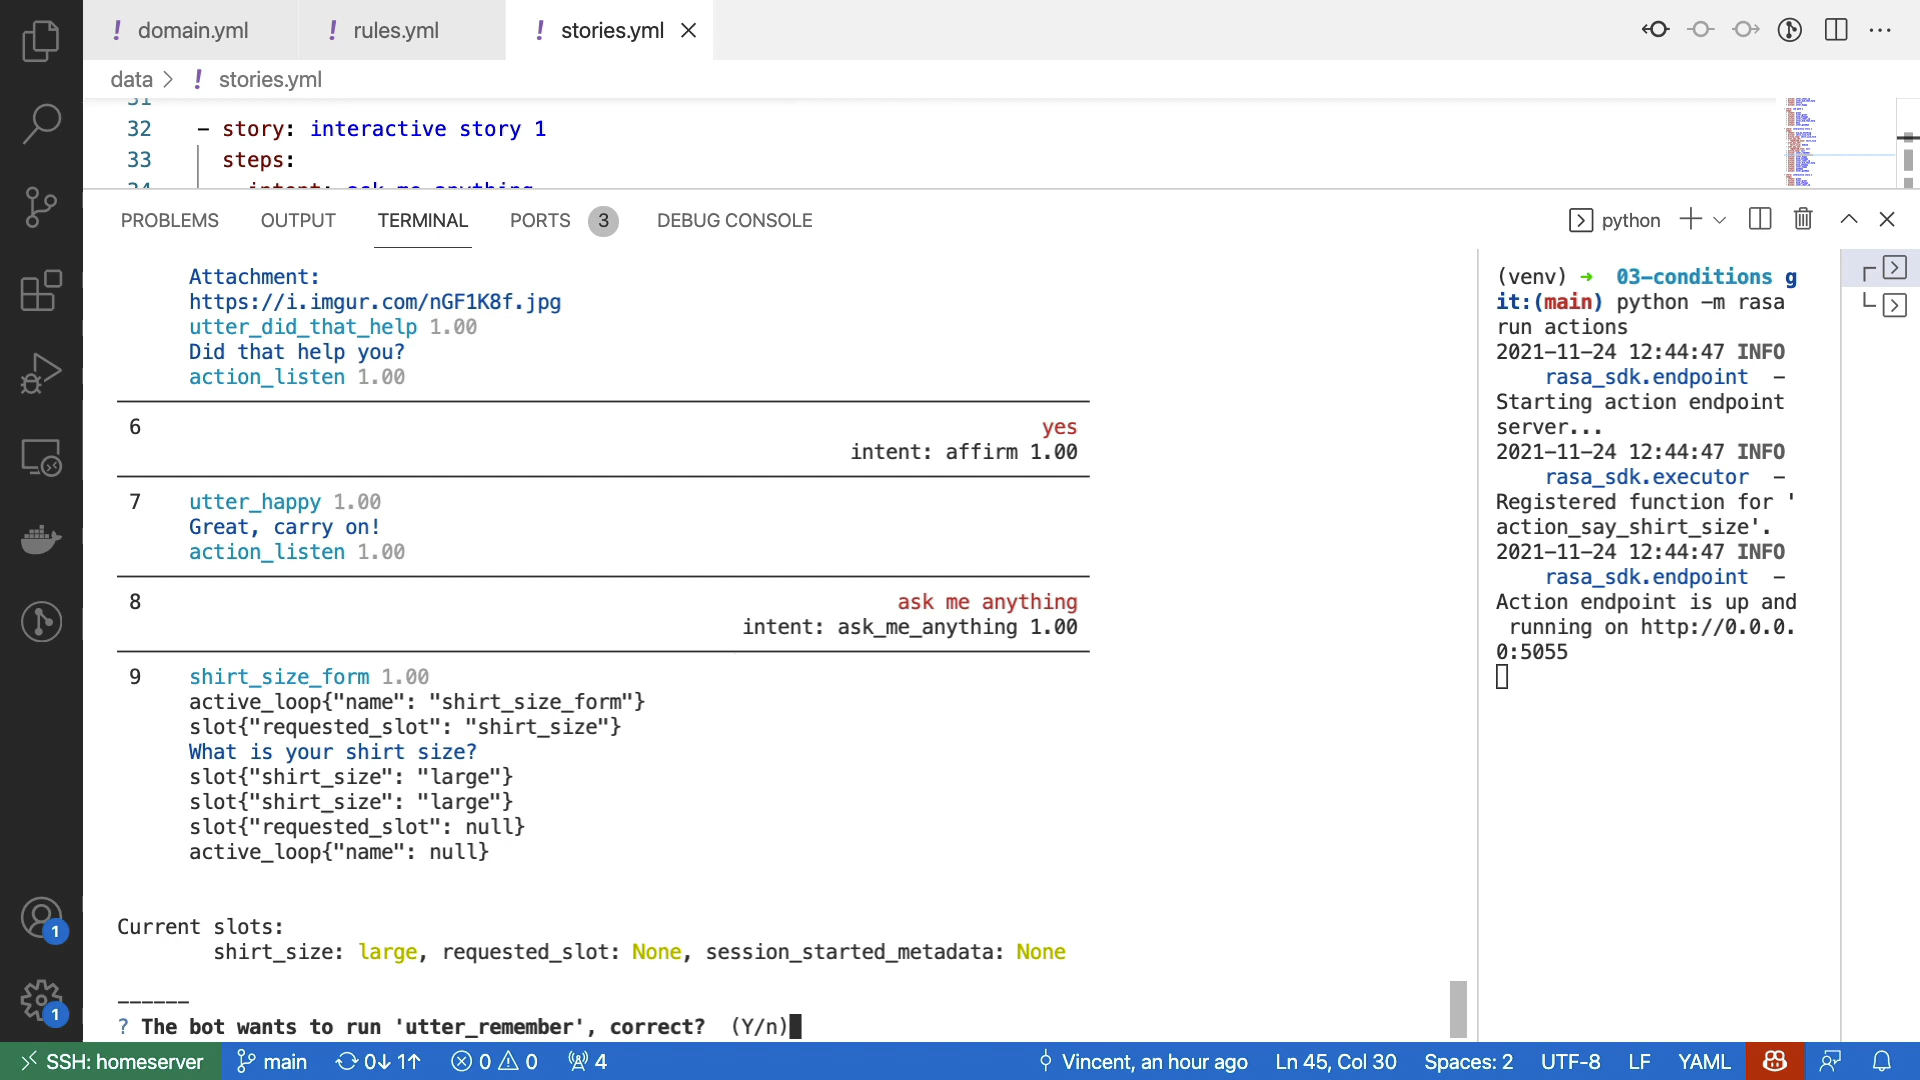 ! domain.yml
! rules.yml
! stories.yml
data > ! stories.yml
31
32 - story: interactive story 1
33 steps:
34 intent: ask_me_anything
PROBLEMS OUTPUT TERMINAL PORTS 3 DEBUG CONSOLE
python
Attachment:
https://i.imgur.com/nGF1K8f.jpg
utter_did_that_help 1.00
Did that help you?
action_listen 1.00
6 yes
intent: affirm 1.00
7 utter_happy 1.00
Great, carry on!
action_listen 1.00
8 ask me anything
intent: ask_me_anything 1.00
9 shirt_size_form 1.00
active_loop{"name": "shirt_size_form"}
slot{"requested_slot": "shirt_size"}
What is your shirt size?
slot{"shirt_size": "large"}
slot{"shirt_size": "large"}
slot{"requested_slot": null}
active_loop{"name": null}
Current slots:
shirt_size: large, requested_slot: None, session_started_metadata: None
------
? The bot wants to run 'utter_remember', correct? (Y/n)
(venv) → 03-conditions g
it:(main) python -m rasa
run actions
2021-11-24 12:44:47 INFO
rasa_sdk.endpoint -
Starting action endpoint
server...
2021-11-24 12:44:47 INFO
rasa_sdk.executor -
Registered function for '
action_say_shirt_size'.
2021-11-24 12:44:47 INFO
rasa_sdk.endpoint -
Action endpoint is up and
running on http://0.0.0.
0:5055
1
1
SSH: homeserver main 0↓ 1↑ 0 0 4 Vincent, an hour ago Ln 45, Col 30 Spaces: 2 UTF-8 LF YAML